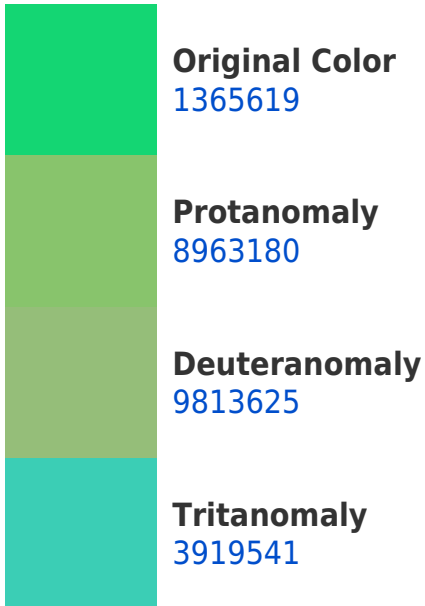 Original Color
1365619
Protanomaly
8963180
Deuteranomaly
9813625
Tritanomaly
3919541